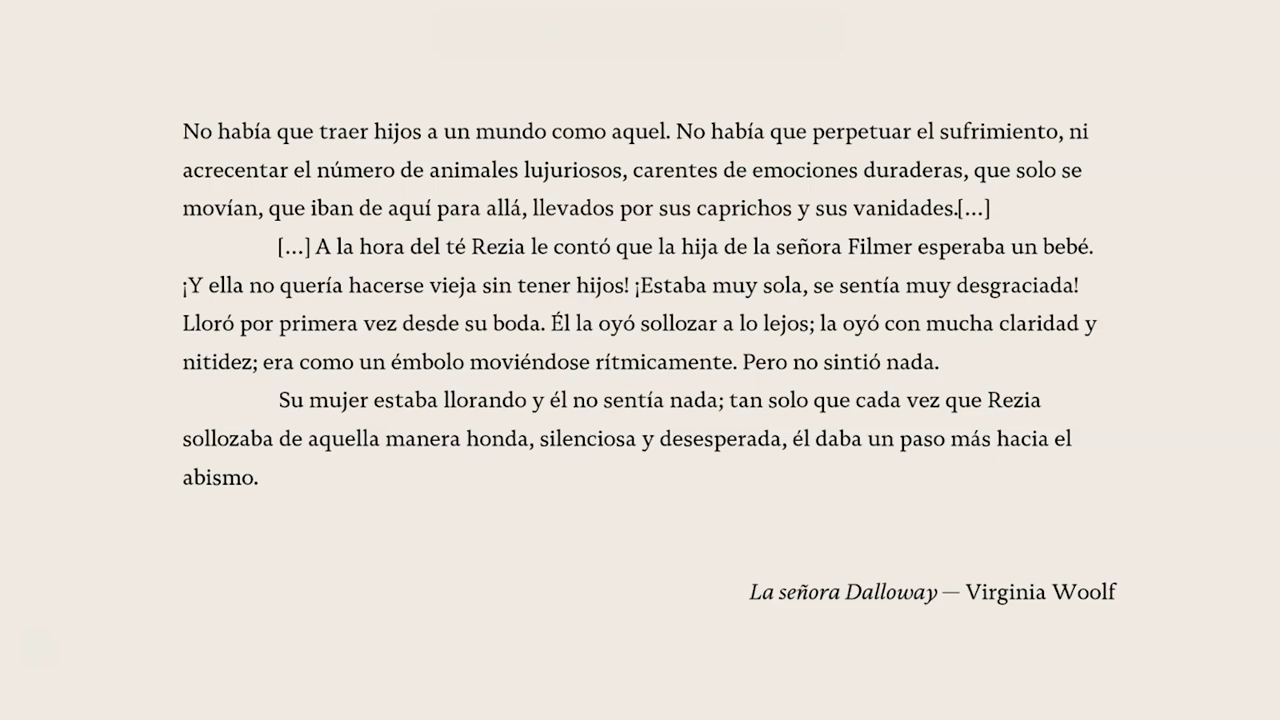 No había que traer hijos a un mundo como aquel. No había que perpetuar el sufrimiento, ni
acrecentar el número de animales lujuriosos, carentes de emociones duraderas, que solo se
movían, que iban de aquí para allá, llevados por sus caprichos y sus vanidades.[...]
[...] A la hora del té Rezia le contó que la hija de la señora Filmer esperaba un bebé.
¡Y ella no quería hacerse vieja sin tener hijos! ¡Estaba muy sola, se sentía muy desgraciada!
Lloró por primera vez desde su boda. Él la oyó sollozar a lo lejos; la oyó con mucha claridad y
nitidez; era como un émbolo moviéndose rítmicamente. Pero no sintió nada.
Su mujer estaba llorando y él no sentía nada; tan solo que cada vez que Rezia
sollozaba de aquella manera honda, silenciosa y desesperada, él daba un paso más hacia el
abismo.
La señora Dalloway — Virginia Woolf